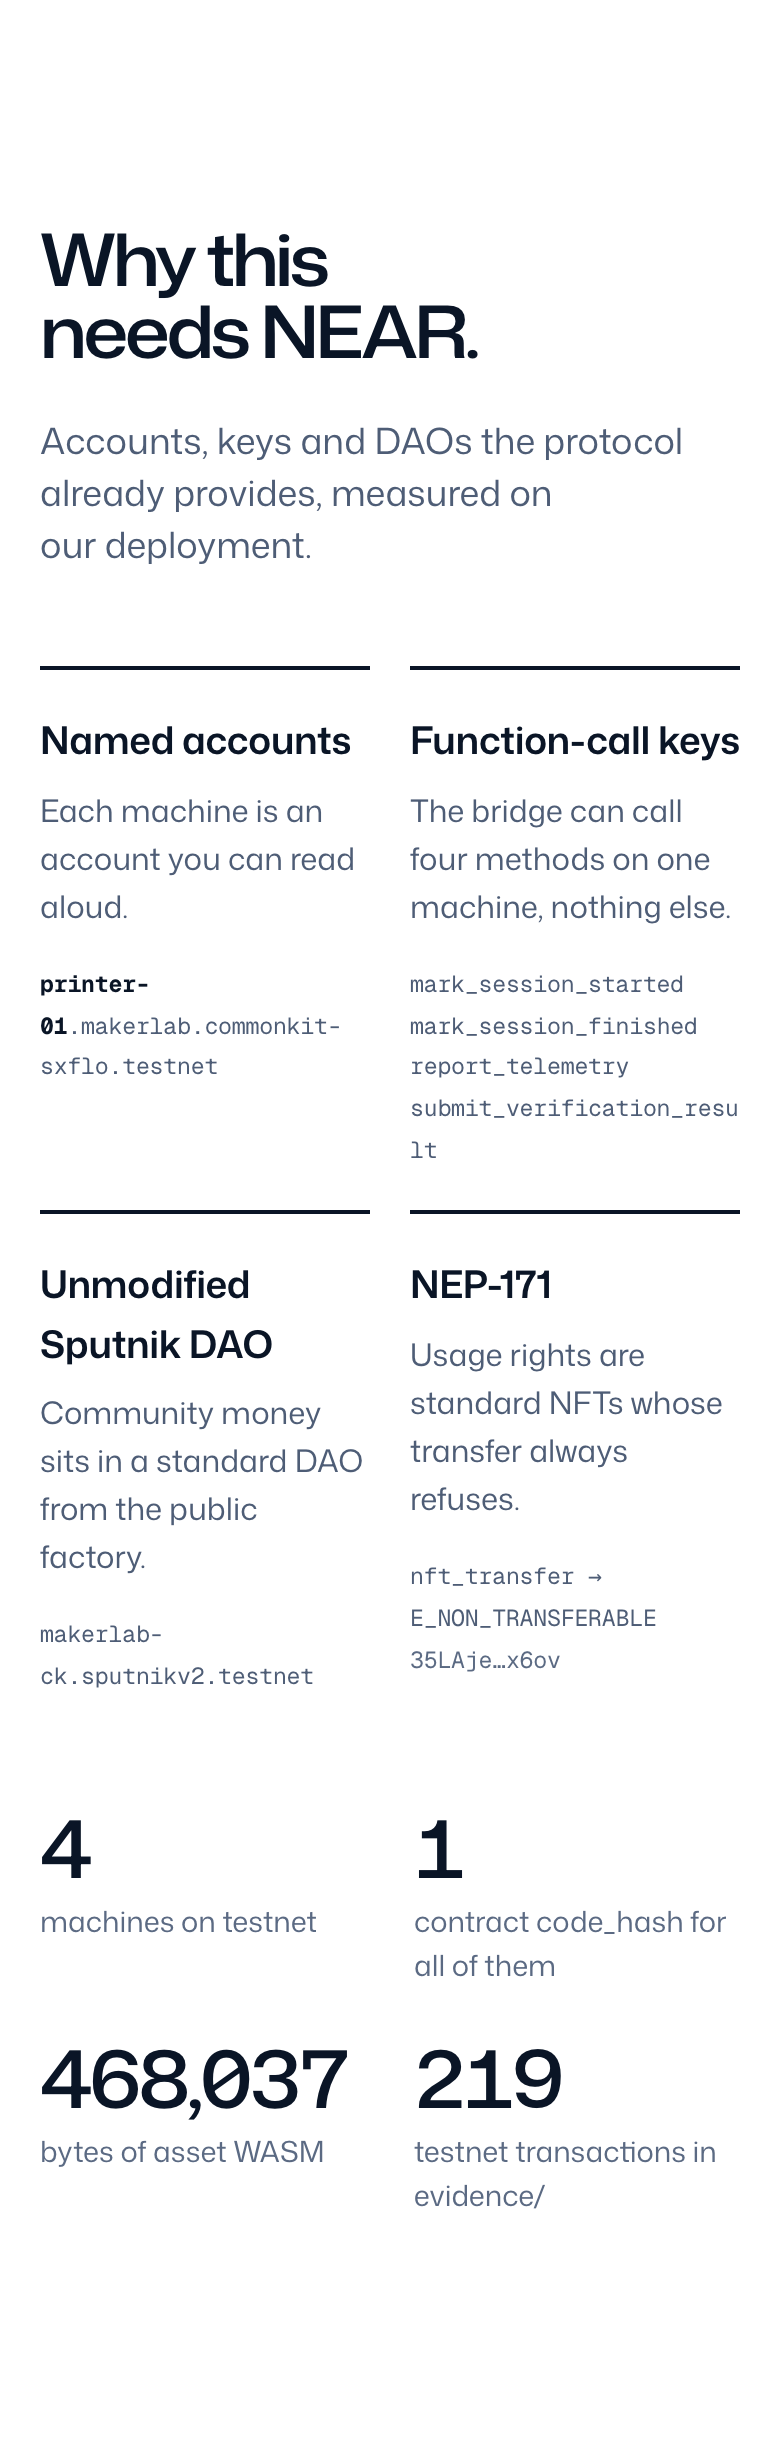 Why this
needs NEAR.
Accounts, keys and DAOs the protocol
already provides, measured on
our deployment.
Named accounts
Each machine is an
account you can read
aloud.
printer-
01.makerlab.commonkit-
sxflo.testnet
Function-call keys
The bridge can call
four methods on one
machine, nothing else.
mark_session_started
mark_session_finished
report_telemetry
submit_verification_resu
lt
Unmodified
Sputnik DAO
Community money
sits in a standard DAO
from the public
factory.
makerlab-
ck.sputnikv2.testnet
NEP-171
Usage rights are
standard NFTs whose
transfer always
refuses.
nft_transfer →
E_NON_TRANSFERABLE
35LAje…x6ov
4
machines on testnet
1
contract code_hash for
all of them
468,037
bytes of asset WASM
219
testnet transactions in
evidence/